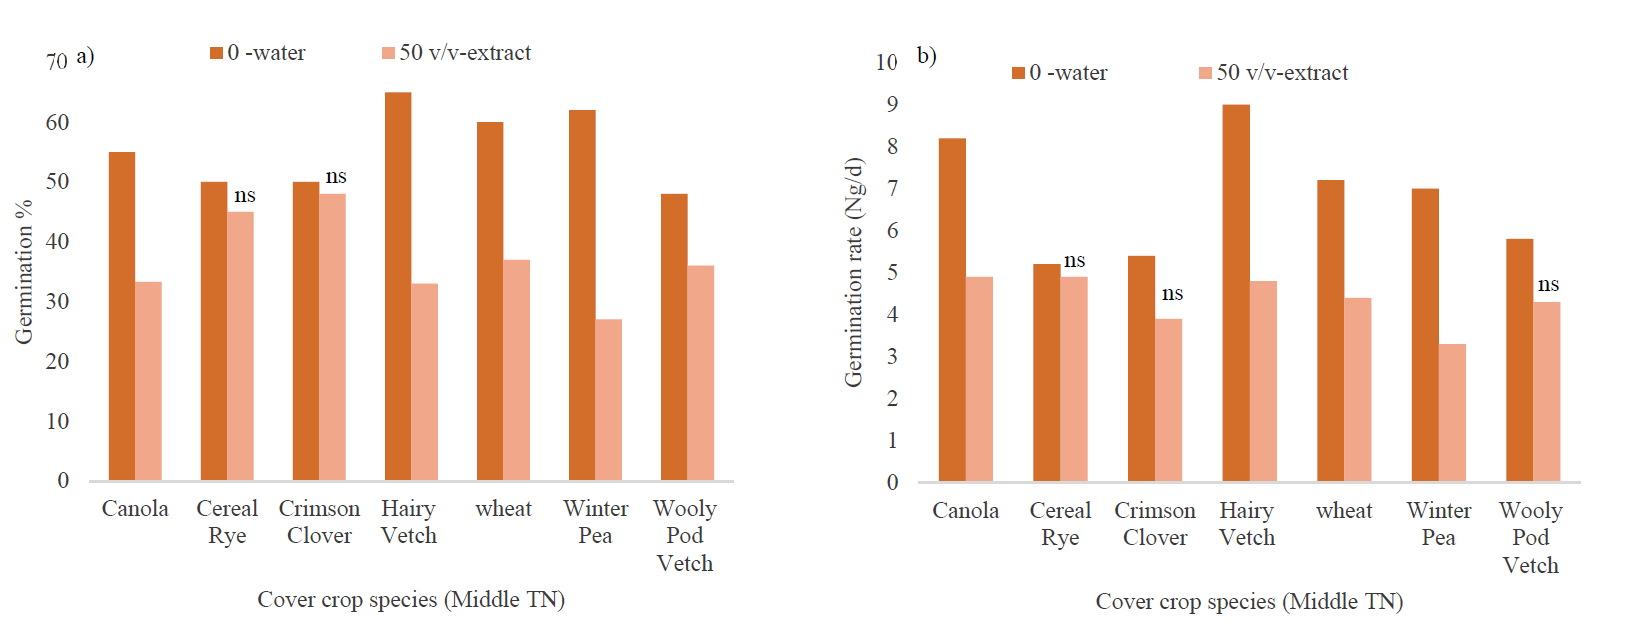 a)
0 -water
50 v/v-extract
70
60
50
40
30
20
10
0
Germination %
ns
ns
Canola
Cereal
Rye
Crimson
Clover
Hairy
Vetch
wheat
Winter
Pea
Wooly
Pod
Vetch
Cover crop species (Middle TN)
b)
0 -water
50 v/v-extract
10
9
8
7
6
5
4
3
2
1
0
Germination rate (Ng/d)
ns
ns
ns
Canola
Cereal
Rye
Crimson
Clover
Hairy
Vetch
wheat
Winter
Pea
Wooly
Pod
Vetch
Cover crop species (Middle TN)